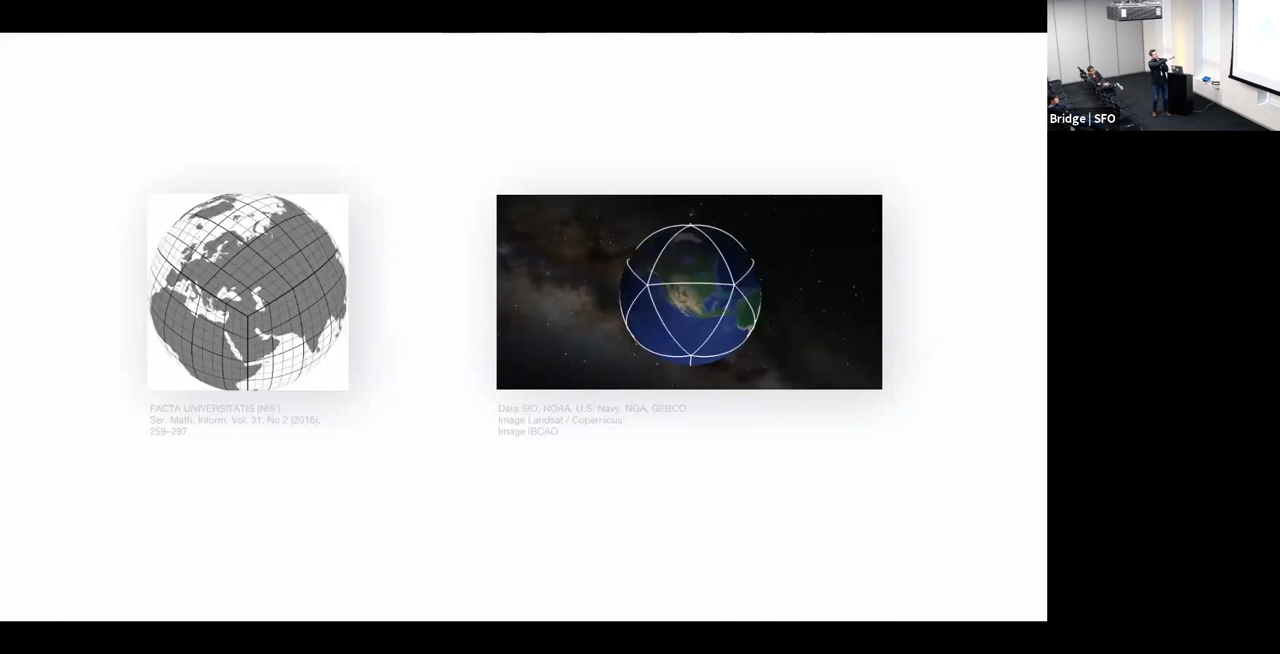 Bridge | SFO
FACTA UNIVERSITATIS (NIŠ)
Ser. Math. Inform. Vol. 31, No 2 (2016),
259–297
Data SIO, NOAA, U.S. Navy, NGA, GEBCO
Image Landsat / Copernicus
Image IBCAO